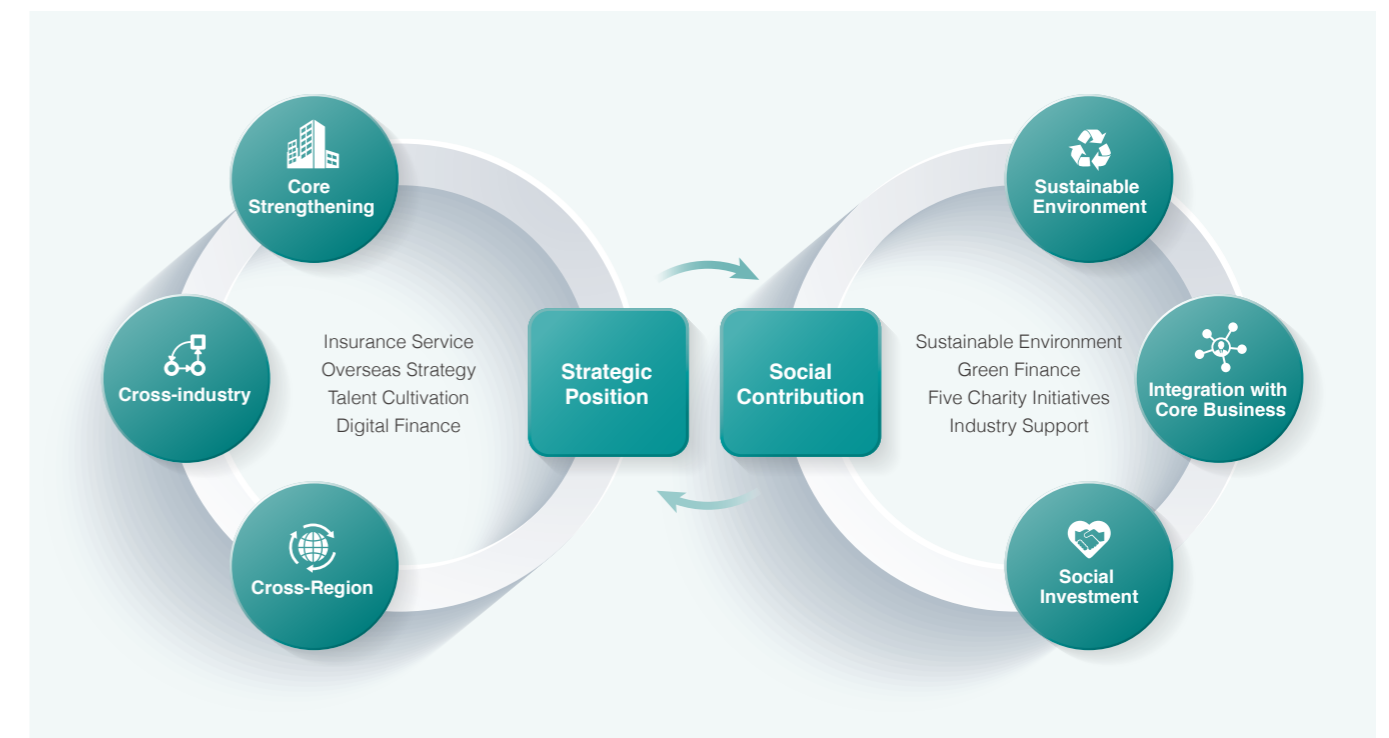 Core
Strengthening
Cross-industry
Cross-Region
Insurance Service
Overseas Strategy
Talent Cultivation
Digital Finance
Strategic
Position
Social
Contribution
Sustainable Environment
Green Finance
Five Charity Initiatives
Industry Support
Sustainable
Environment
Integration with
Core Business
Social
Investment